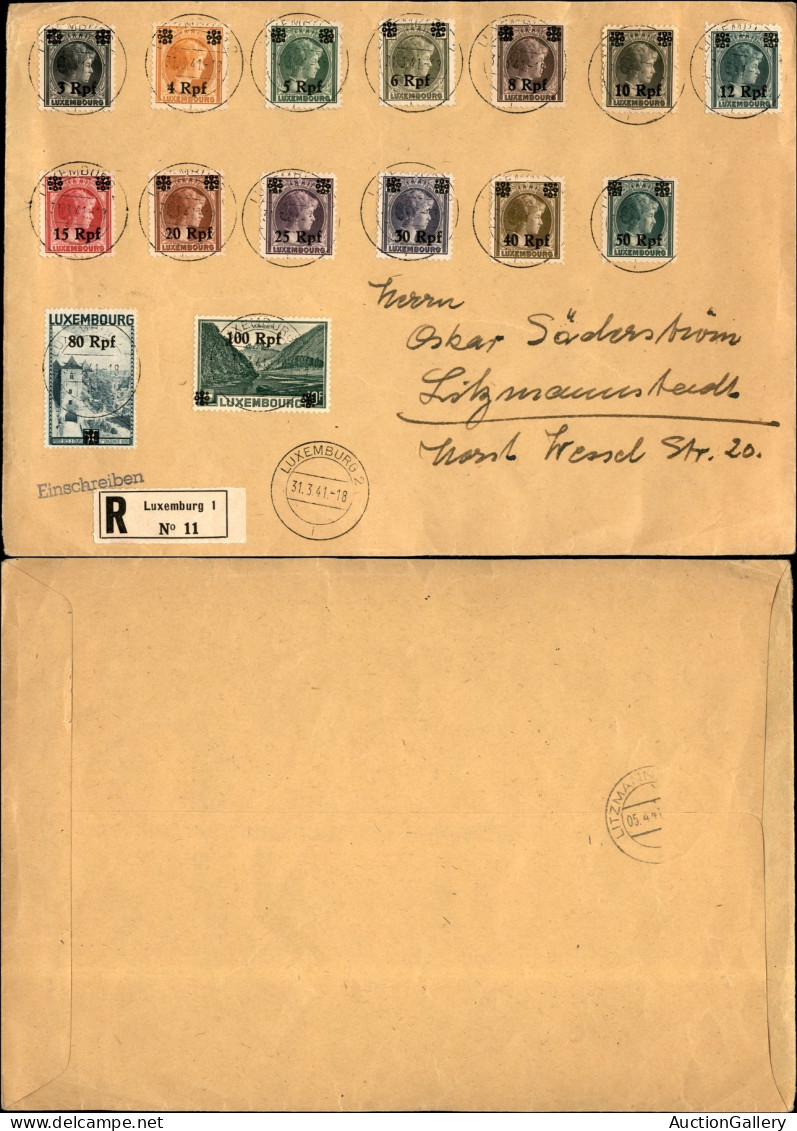 3 Rpf LUXEMBOURG
4 Rpf LUXEMBOURG
5 Rpf LUXEMBOURG
6 Rpf LUXEMBOURG
8 Rpf LUXEMBOURG
10 Rpf LUXEMBOURG
12 Rpf LUXEMBOURG
15 Rpf LUXEMBOURG
20 Rpf LUXEMBOURG
25 Rpf LUXEMBOURG
30 Rpf LUXEMBOURG
40 Rpf LUXEMBOURG
50 Rpf LUXEMBOURG
LUXEMBOURG
80 Rpf
100 Rpf
LUXEMBOURG
Herrn
Oskar Söderström
Litzmannstadt
Horst Wessel Str. 20.
Einschreiben
R Luxemburg 1
No 11
LUXEMBURG 2
31.3.41.-18
LITZMANN
05.4.41
AuctionGallery